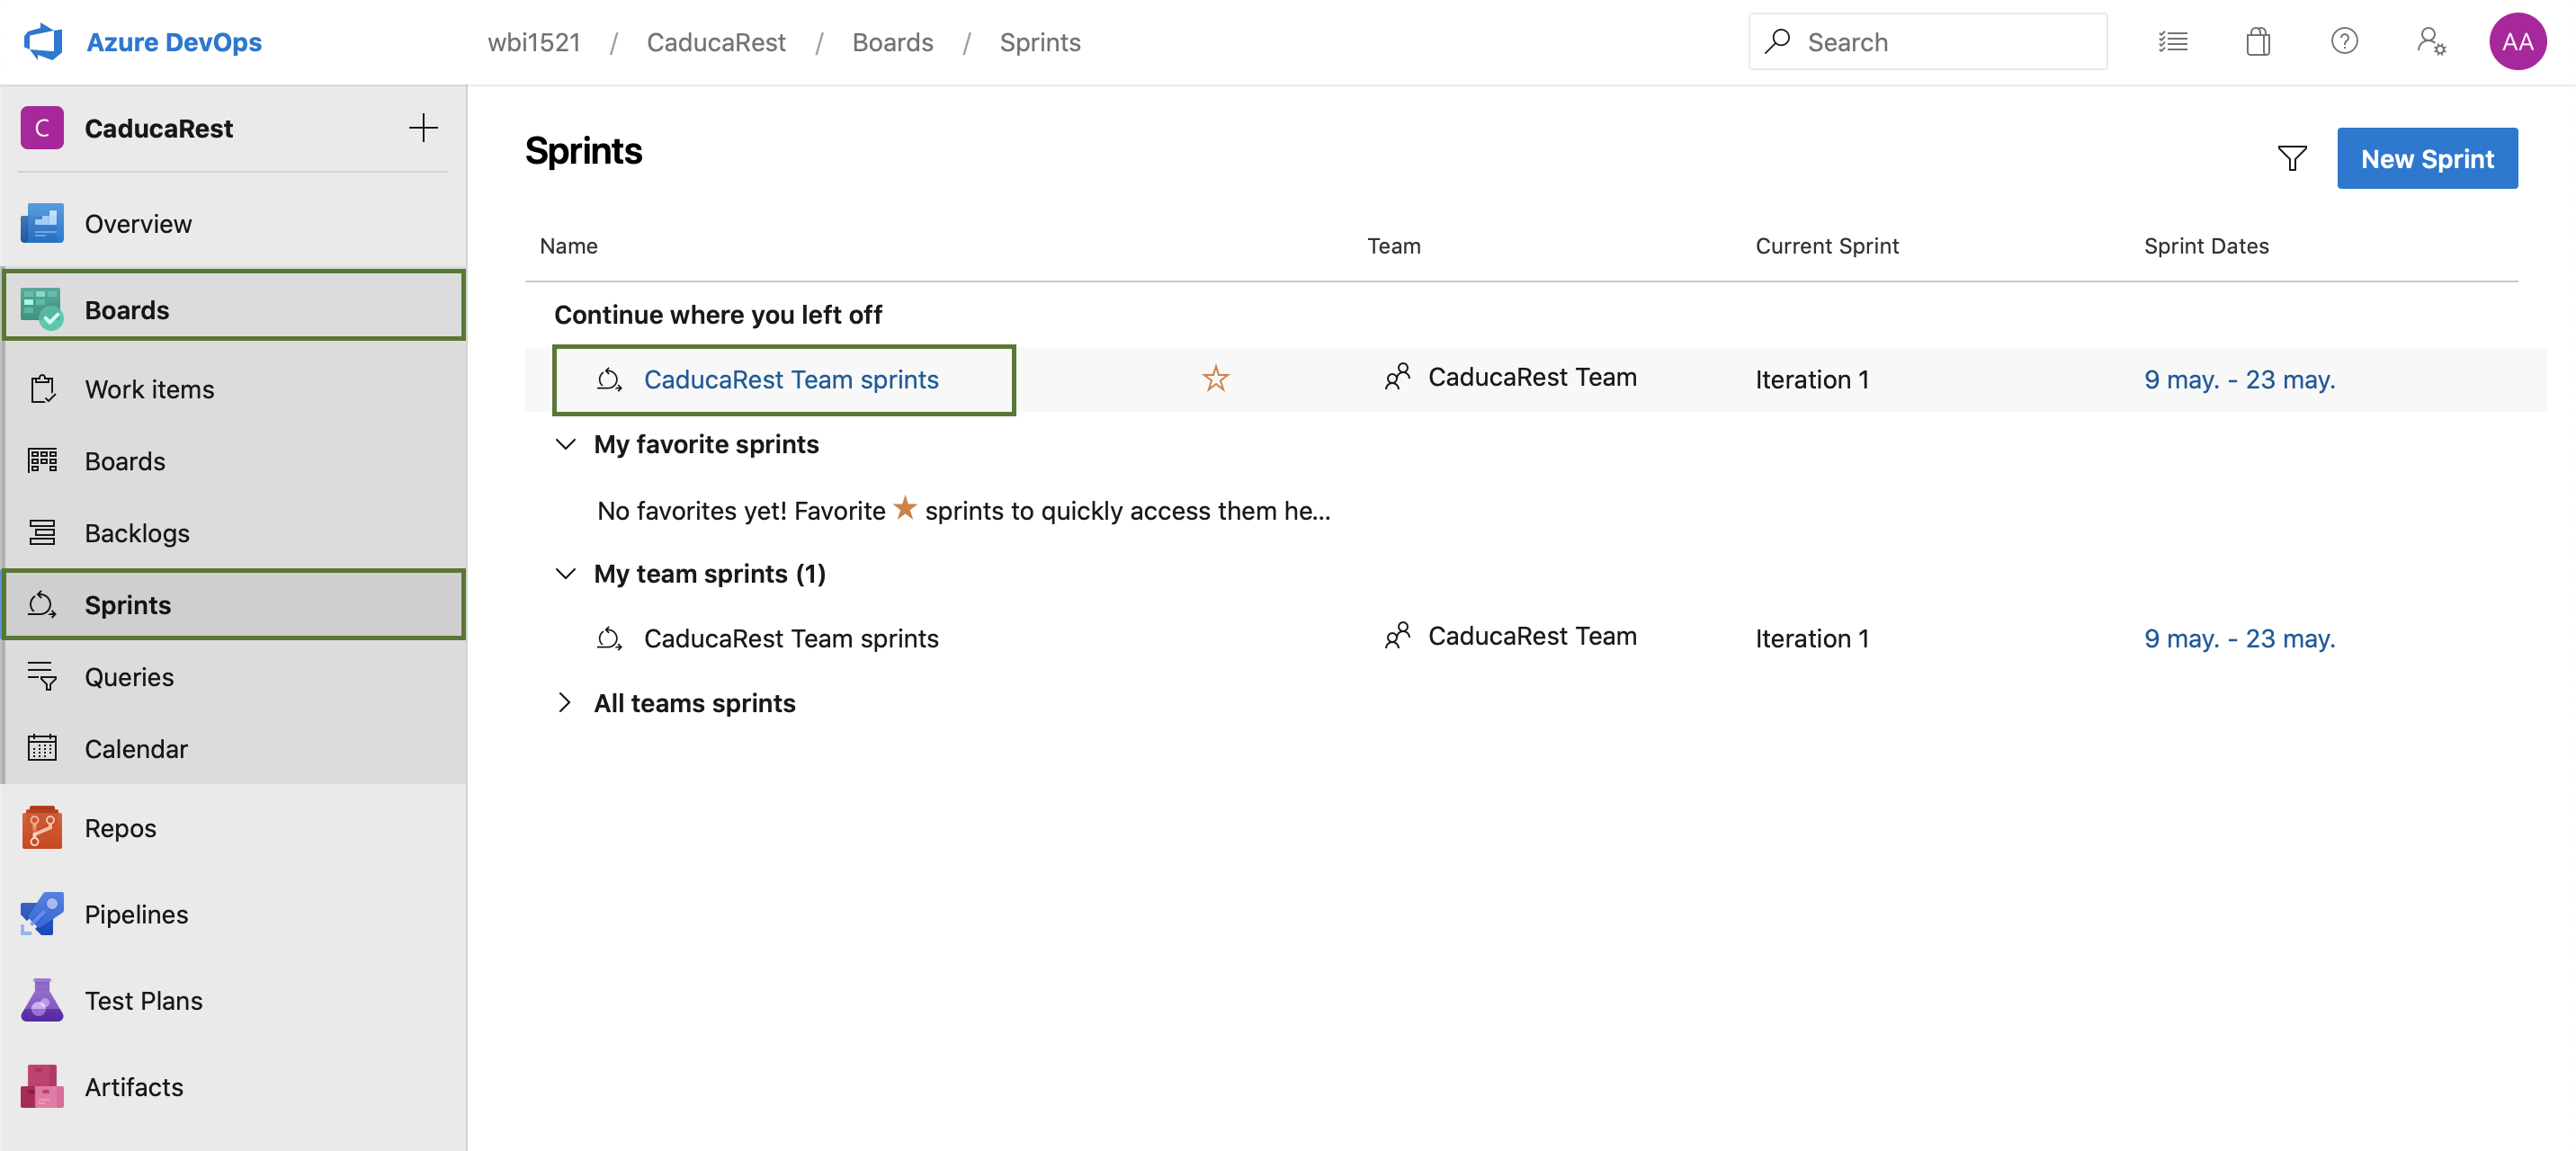 Azure DevOps
wbi1521 / CaducaRest / Boards / Sprints
Search
AA
C
CaducaRest
Overview
Boards
Work items
Boards
Backlogs
Sprints
Queries
Calendar
Repos
Pipelines
Test Plans
Artifacts
Sprints
New Sprint
Name Team Current Sprint Sprint Dates
Continue where you left off
CaducaRest Team sprints CaducaRest Team Iteration 1 9 may. - 23 may.
My favorite sprints
No favorites yet! Favorite ★ sprints to quickly access them he...
My team sprints (1)
CaducaRest Team sprints CaducaRest Team Iteration 1 9 may. - 23 may.
All teams sprints